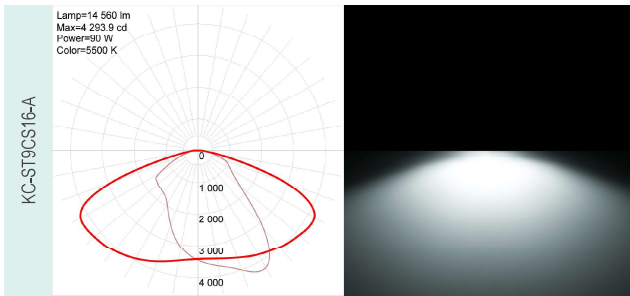 KC-ST9CS16-A
Lamp=14 560 lm
Max=4 293.9 cd
Power=90 W
Color=5500 K
0
1 000
2 000
3 000
4 000